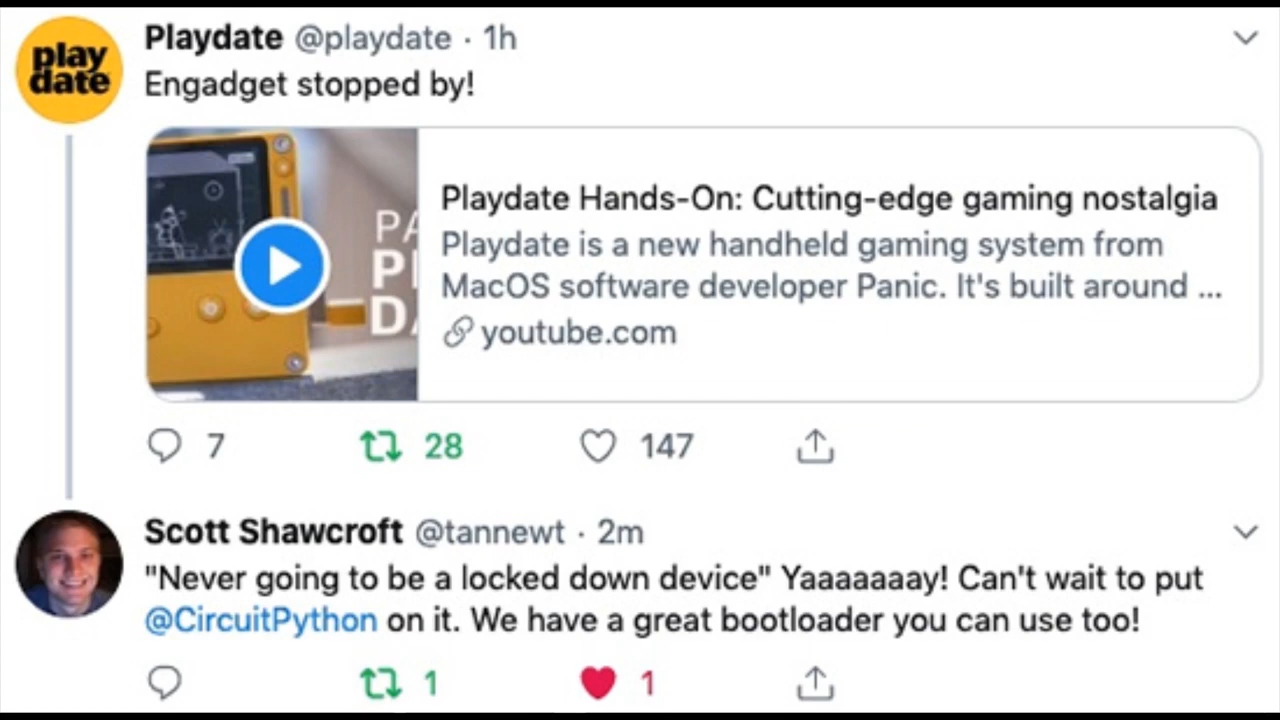 play
date
Playdate @playdate · 1h
Engadget stopped by!
PA
P
D
Playdate Hands-On: Cutting-edge gaming nostalgia
Playdate is a new handheld gaming system from
MacOS software developer Panic. It's built around ...
youtube.com
7 28 147
Scott Shawcroft @tannewt · 2m
"Never going to be a locked down device" Yaaaaaaay! Can't wait to put
@CircuitPython on it. We have a great bootloader you can use too!
1 1